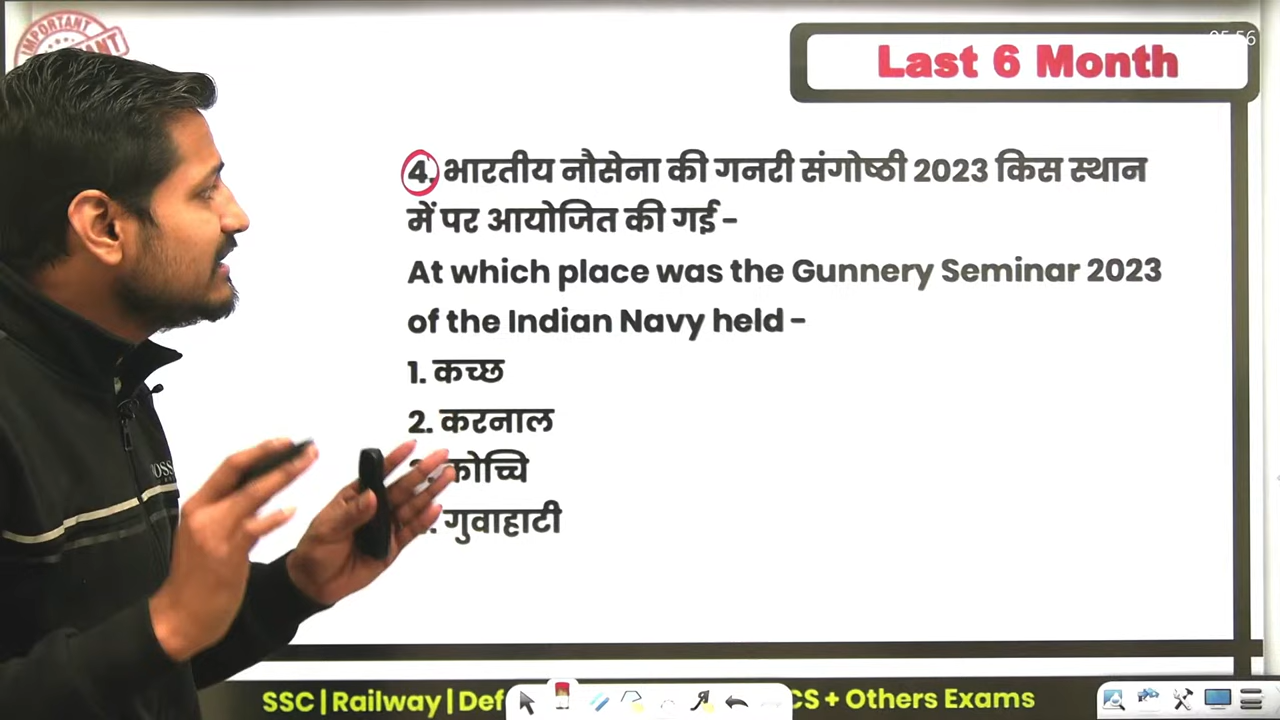 IMPORTANT
Last 6 Month
4. भारतीय नौसेना की गनरी संगोष्ठी 2023 किस स्थान
में पर आयोजित की गई -
At which place was the Gunnery Seminar 2023
of the Indian Navy held -
1. कच्छ
2. करनाल
कोच्चि
गुवाहाटी
SSC | Railway | Def
CS + Others Exams